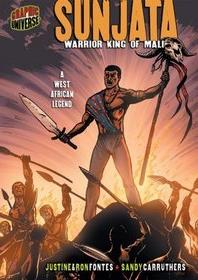 GRAPHIC
UNIVERSE
SUNJATA
WARRIOR KING OF MALI
A
WEST
AFRICAN
LEGEND
JUSTINE & RON FONTES + SANDY CARRUTHERS